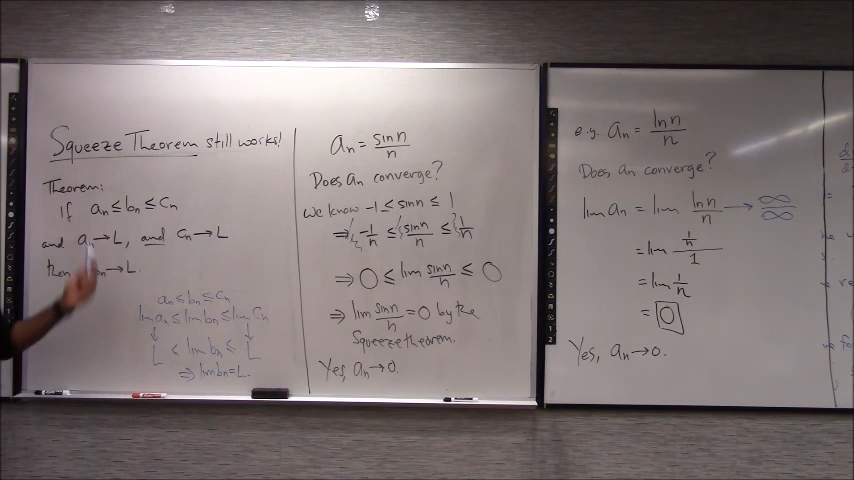 Squeeze Theorem still works!
Theorem:
If aₙ ≤ bₙ ≤ cₙ
and aₙ → L, and cₙ → L
then bₙ → L.
aₙ ≤ bₙ ≤ cₙ
lim aₙ ≤ lim bₙ ≤ lim cₙ
↓ ↓
L ≤ lim bₙ ≤ L
⇒ lim bₙ = L.
aₙ = sin n / n
Does aₙ converge?
we know -1 ≤ sin n ≤ 1
⇒ -1/n ≤ sin n / n ≤ 1/n
⇒ 0 ≤ lim sin n / n ≤ 0
⇒ lim sin n / n = 0 by the
Squeeze theorem.
Yes, aₙ → 0.
e.g. aₙ = ln n / n
Does aₙ converge?
lim aₙ = lim ln n / n → ∞/∞
= lim (1/n) / 1
= lim 1/n
= 0
Yes, aₙ → 0.